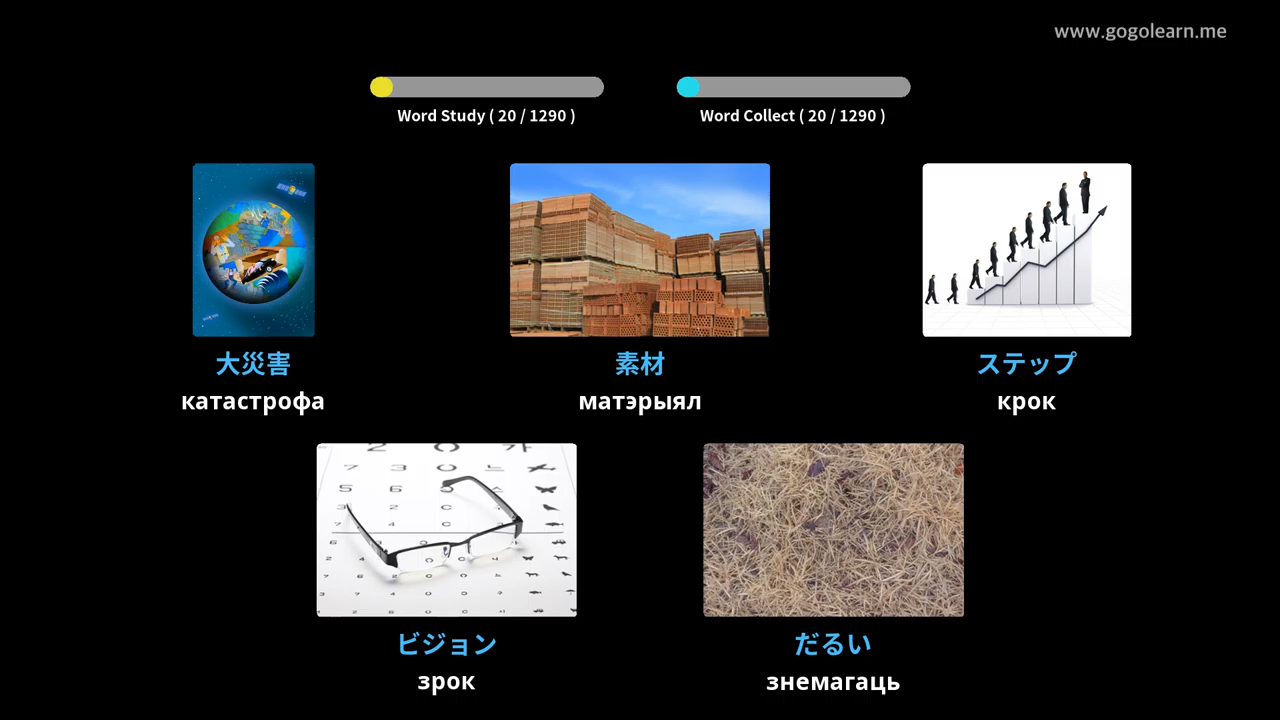 www.gogolearn.me
Word Study ( 20 / 1290 )
Word Collect ( 20 / 1290 )
大災害
катастрофа
素材
матэрыял
ステップ
крок
ビジョン
зрок
だるい
знемагаць